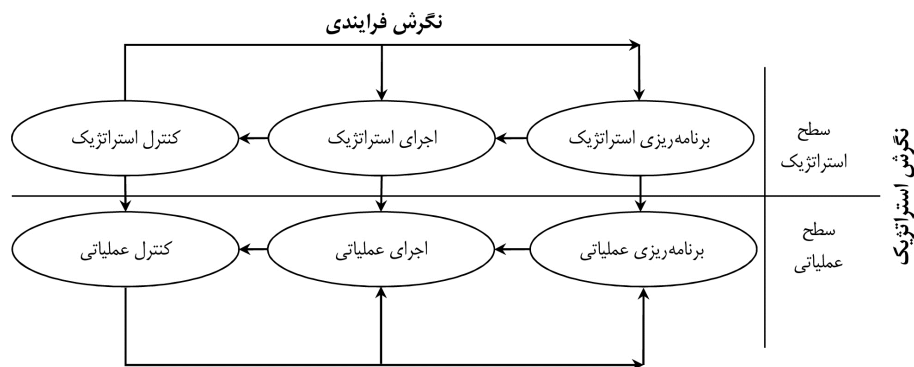 نگرش فرایندی
برنامه‌ریزی استراتژیک
اجرای استراتژیک
کنترل استراتژیک
سطح
استراتژیک
نگرش استراتژیک
برنامه‌ریزی عملیاتی
اجرای عملیاتی
کنترل عملیاتی
سطح
عملیاتی